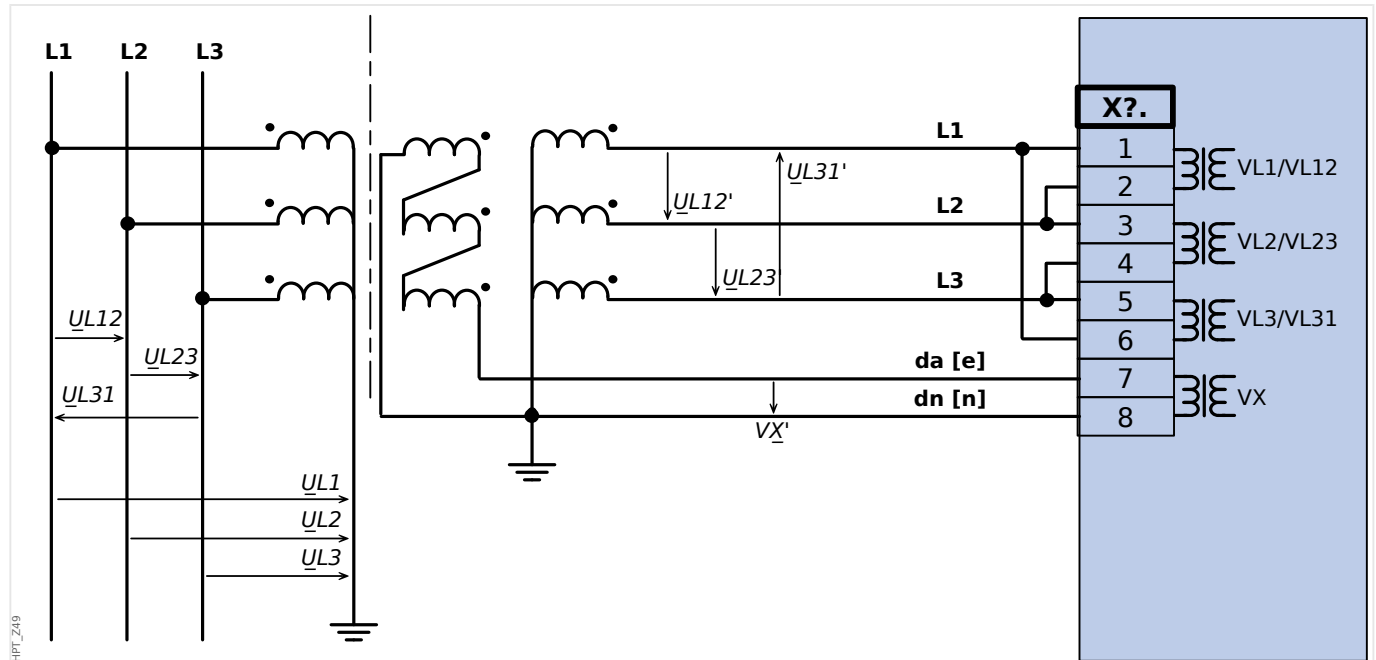 L1 L2 L3
X?.
L1
1
VL1/VL12
UL31'
2
UL12'
L2
3
VL2/VL23
4
UL23'
L3
5
VL3/VL31
UL12
6
UL23
da [e]
7
UL31
dn [n]
VX
8
VX'
UL1
UL2
UL3
HPT_Z49